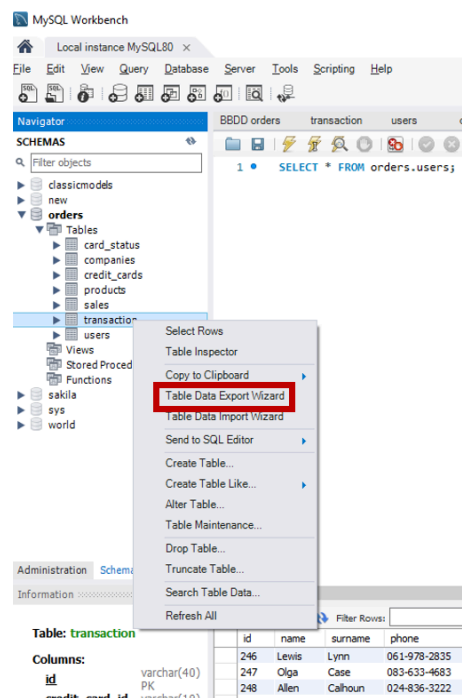 MySQL Workbench
Local instance MySQL80 ×
File Edit View Query Database Server Tools Scripting Help
SQL SQL
Navigator
BBDD orders transaction users
SCHEMAS
Filter objects
1 SELECT * FROM orders.users;
classicmodels
new
orders
Tables
card_status
companies
credit_cards
products
sales
transaction
users
Views
Stored Proced
Functions
sakila
sys
world
Select Rows
Table Inspector
Copy to Clipboard
Table Data Export Wizard
Table Data Import Wizard
Send to SQL Editor
Create Table...
Create Table Like...
Alter Table...
Table Maintenance...
Drop Table...
Truncate Table...
Search Table Data...
Refresh All
Administration Schema
Information
Filter Rows:
Table: transaction
Columns:
id varchar(40)
PK
credit_card_id varchar(10)
id name surname phone
246 Lewis Lynn 061-978-2835
247 Olga Case 083-633-4683
248 Allen Calhoun 024-836-3222